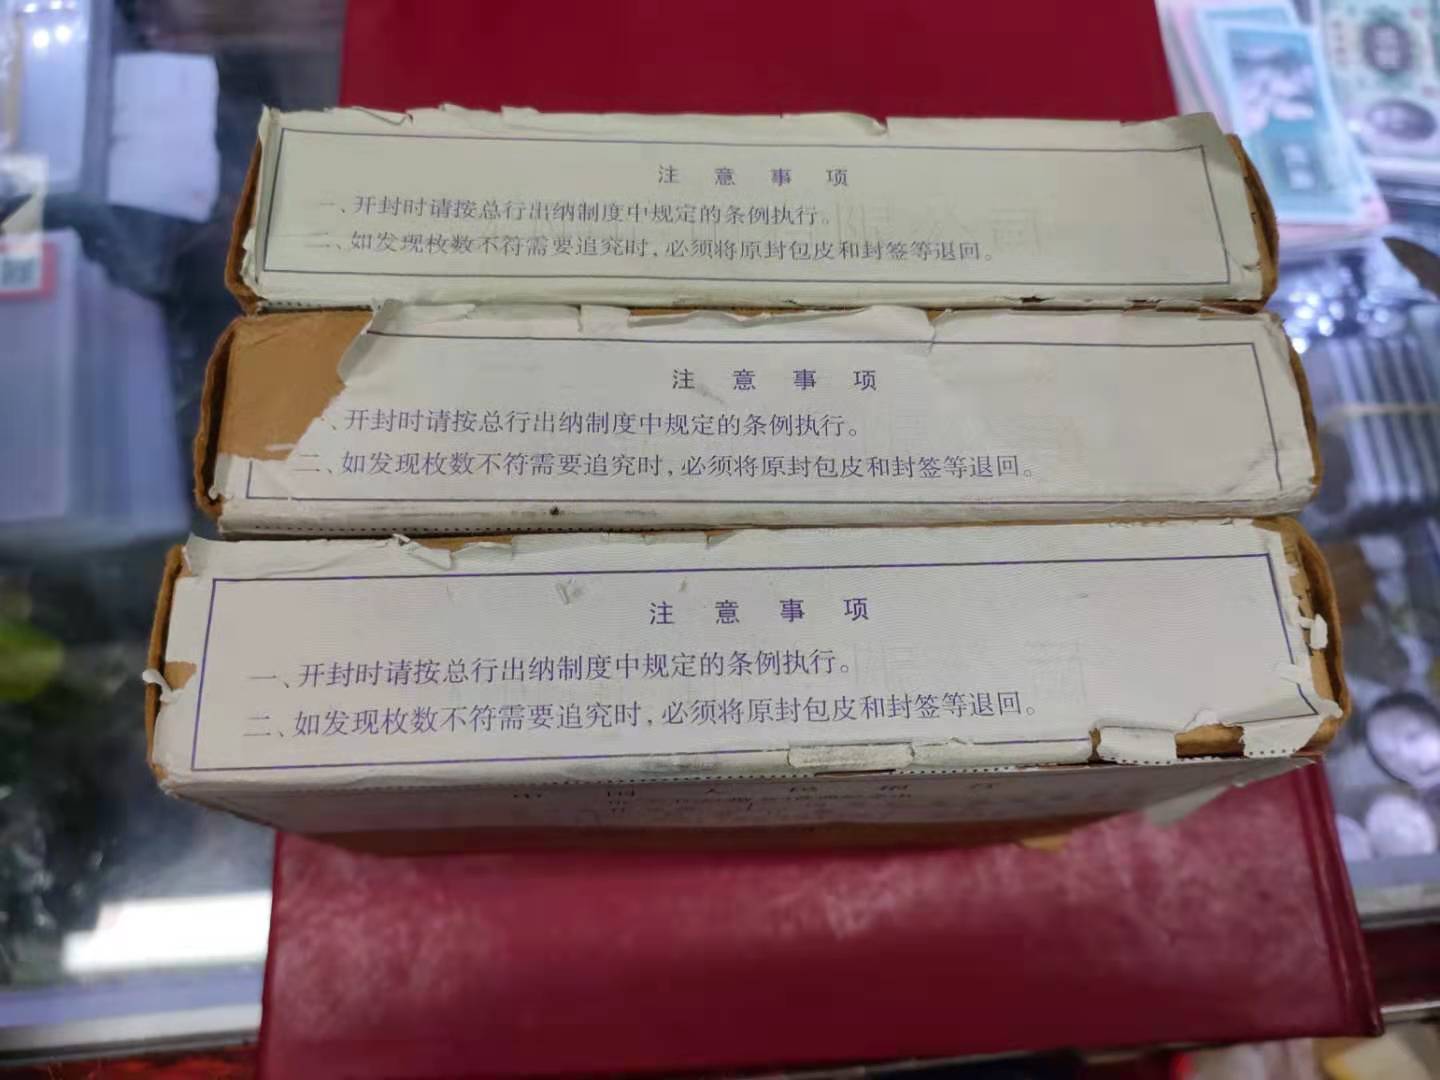 注意事项
一、开封时请按总行出纳制度中规定的条例执行。
二、如发现枚数不符需要追究时,必须将原封包皮和封签等退回。
注意事项
、开封时请按总行出纳制度中规定的条例执行。
二、如发现枚数不符需要追究时,必须将原封包皮和封签等退回。
注意事项
一、开封时请按总行出纳制度中规定的条例执行。
二、如发现枚数不符需要追究时,必须将原封包皮和封签等退回。